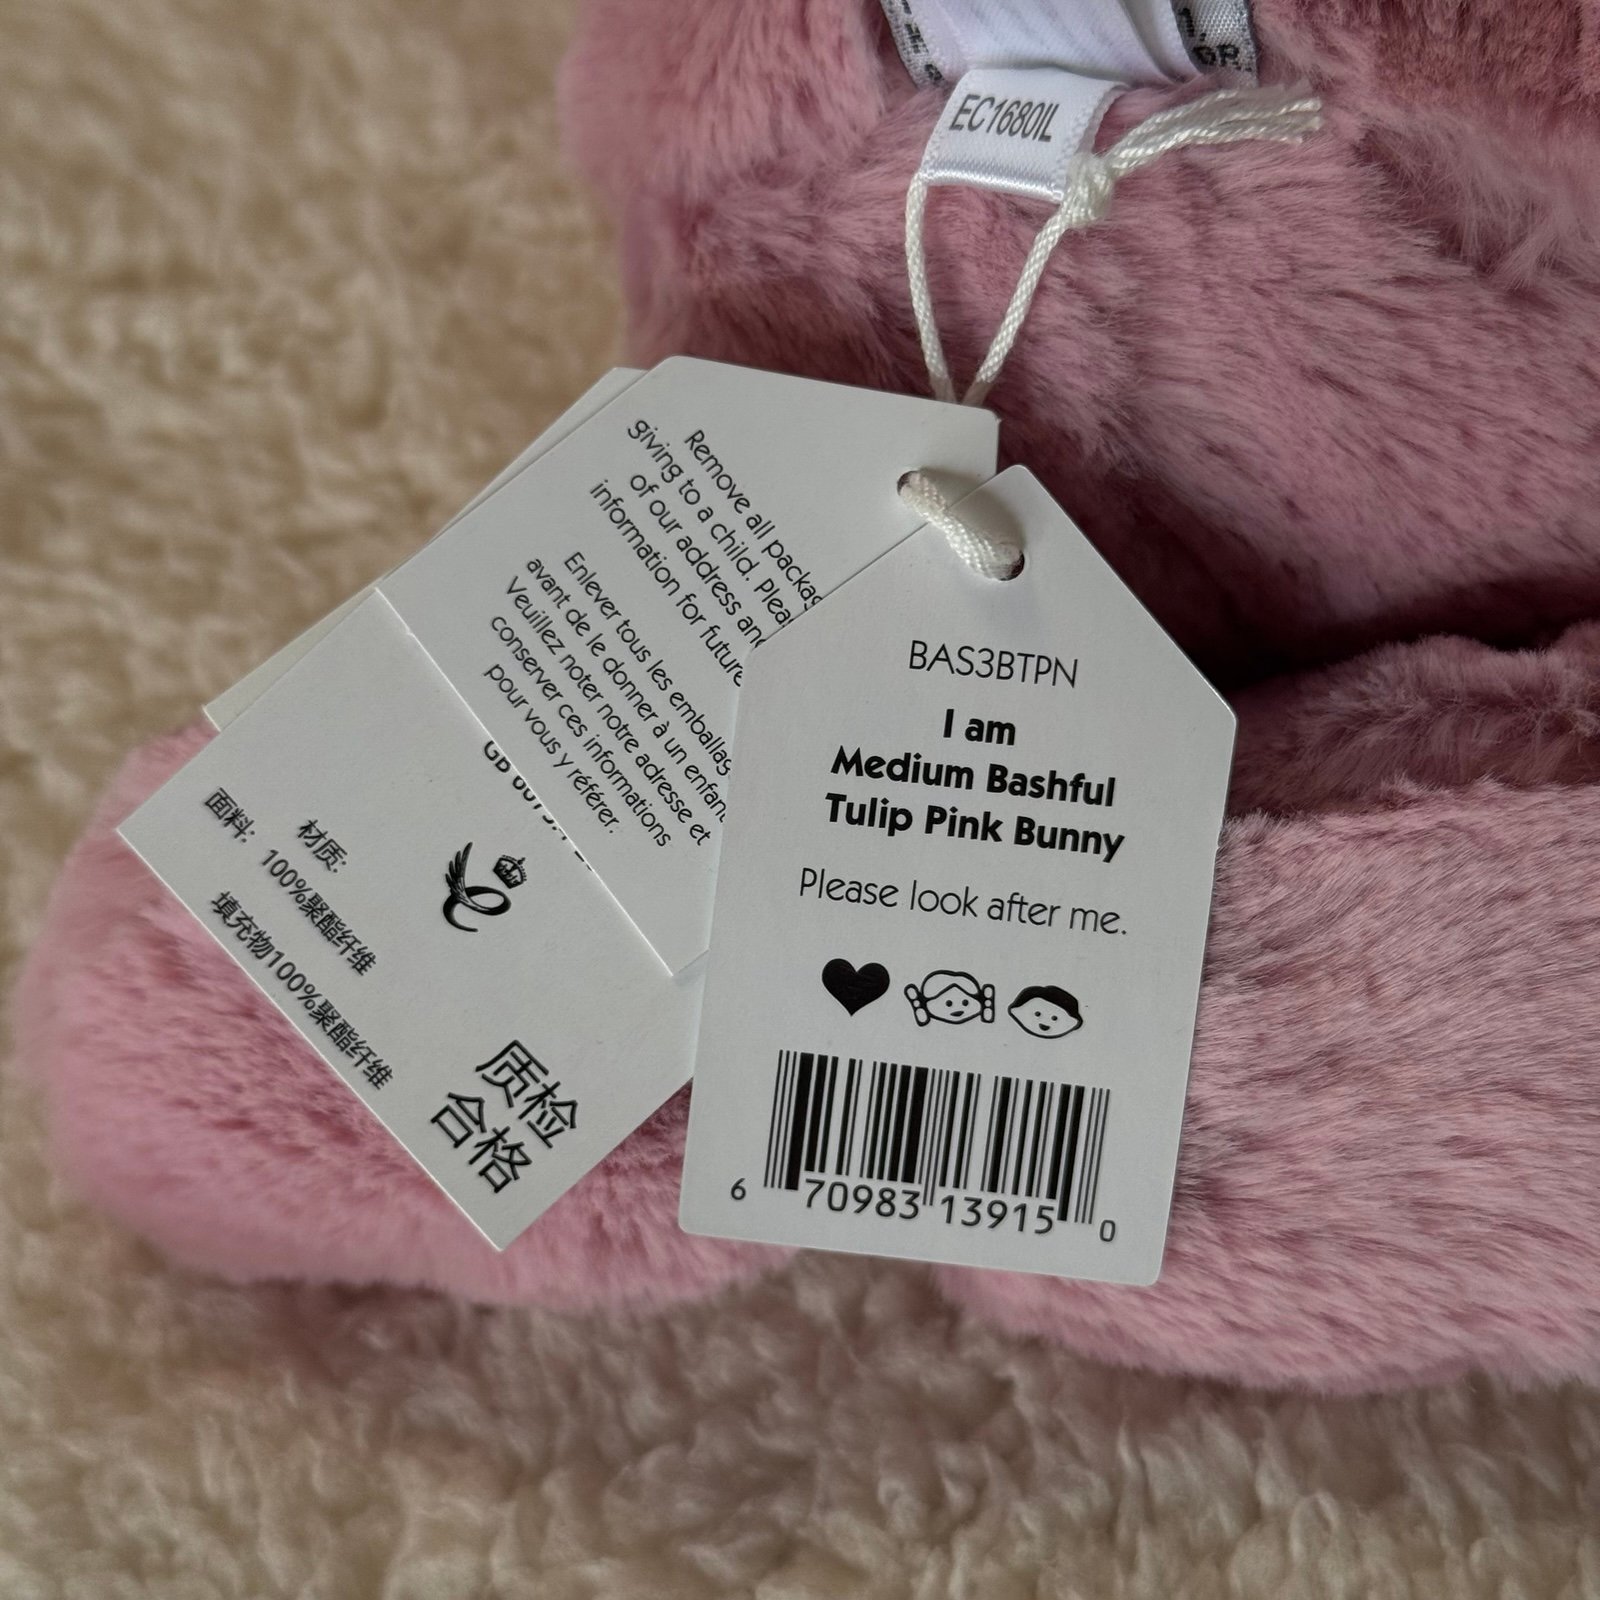 EC1680IL
GR.
Remove all packag
giving to a child. Plea
of our address and
information for future
Enlever tous les emballag
avant de le donner à un enfant
Veuillez noter notre adresse et
conserver ces informations
pour vous y référer.
材质:
面料: 100%聚酯纤维
填充物100%聚酯纤维
质检
合格
BAS3BTPN
I am
Medium Bashful
Tulip Pink Bunny
Please look after me.
6 70983 13915 0